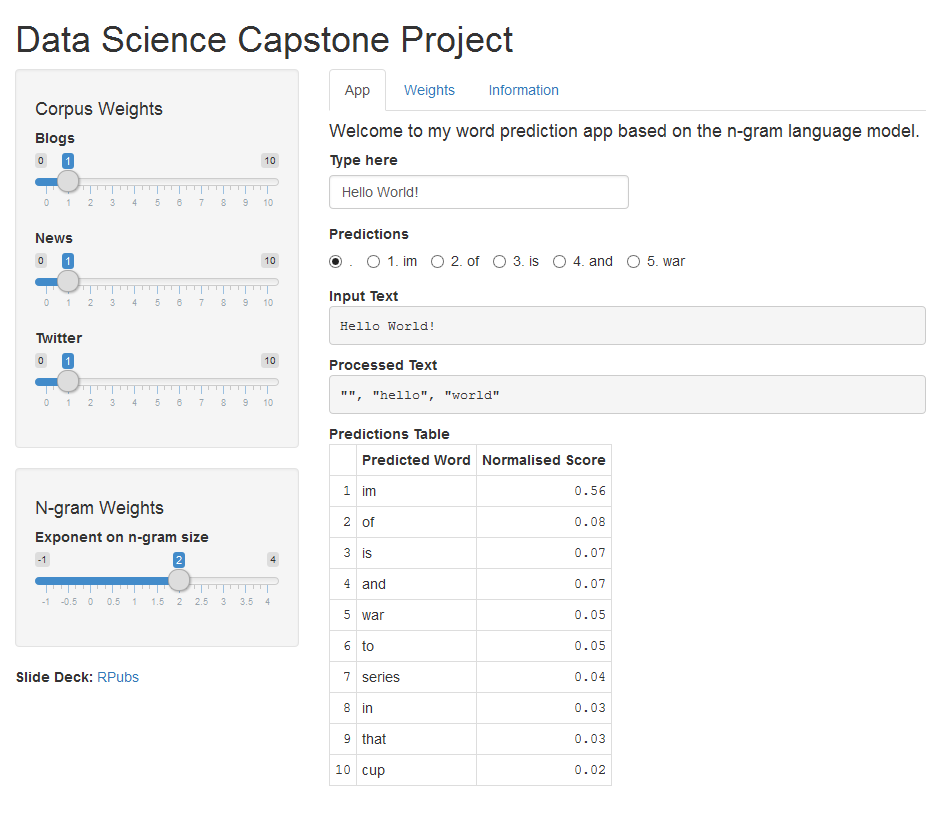 Data Science Capstone Project
Corpus Weights
Blogs
0 1 10
0 1 2 3 4 5 6 7 8 9 10
News
0 1 10
0 1 2 3 4 5 6 7 8 9 10
Twitter
0 1 10
0 1 2 3 4 5 6 7 8 9 10
N-gram Weights
Exponent on n-gram size
-1 2 4
-1 -0.5 0 0.5 1 1.5 2 2.5 3 3.5 4
Slide Deck: RPubs
App Weights Information
Welcome to my word prediction app based on the n-gram language model.
Type here
Hello World!
Predictions
. 1. im 2. of 3. is 4. and 5. war
Input Text
Hello World!
Processed Text
"", "hello", "world"
Predictions Table
Predicted Word Normalised Score
1 im 0.56
2 of 0.08
3 is 0.07
4 and 0.07
5 war 0.05
6 to 0.05
7 series 0.04
8 in 0.03
9 that 0.03
10 cup 0.02